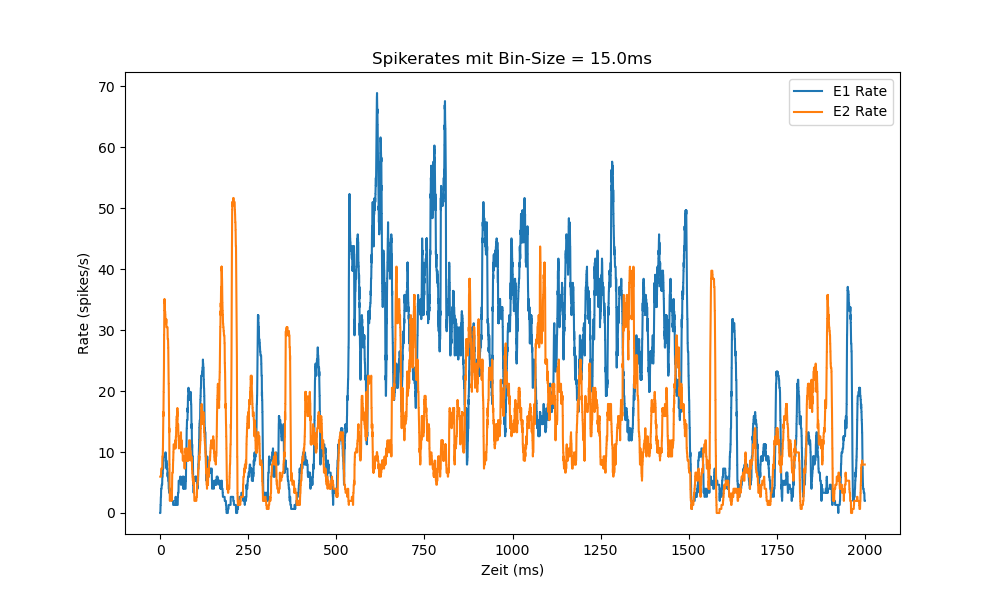 Spikerates mit Bin-Size = 15.0ms
E1 Rate
E2 Rate
Rate (spikes/s)
70
60
50
40
30
20
10
0
0 250 500 750 1000 1250 1500 1750 2000
Zeit (ms)